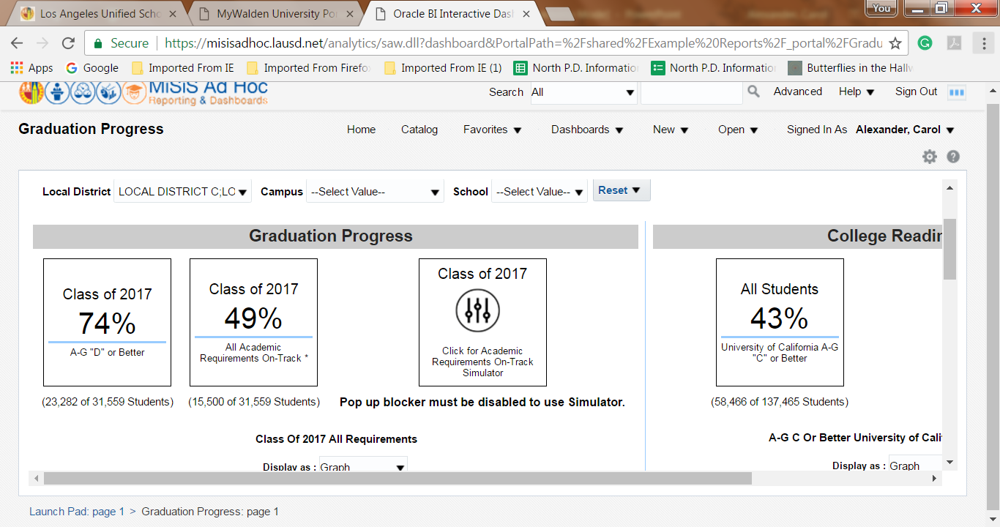 Los Angeles Unified Scho
MyWalden University Po
Oracle BI Interactive Das
You
Secure
https://misisadhoc.lausd.net/analytics/saw.dll?dashboard&PortalPath=%2Fshared%2FExample%20Reports%2F_portal%2FGradu
Apps
Google
Imported From IE
Imported From Firefo
Imported From IE (1)
North P.D. Informatio
North P.D. Informatio
Butterflies in the Hallw
MiSiS Ad Hoc
Reporting & Dashboards
Search All
Advanced
Help
Sign Out
Graduation Progress
Home
Catalog
Favorites
Dashboards
New
Open
Signed In As Alexander, Carol
Local District LOCAL DISTRICT C;LO
Campus --Select Value--
School --Select Value--
Reset
Graduation Progress
Class of 2017
74%
A-G "D" or Better
(23,282 of 31,559 Students)
Class of 2017
49%
All Academic
Requirements On-Track *
(15,500 of 31,559 Students)
Class of 2017
Click for Academic
Requirements On-Track
Simulator
Pop up blocker must be disabled to use Simulator.
Class Of 2017 All Requirements
Display as : Graph
College Readin
All Students
43%
University of California A-G
"C" or Better
(58,466 of 137,465 Students)
A-G C Or Better University of Cali
Display as : Graph
Launch Pad: page 1 > Graduation Progress: page 1